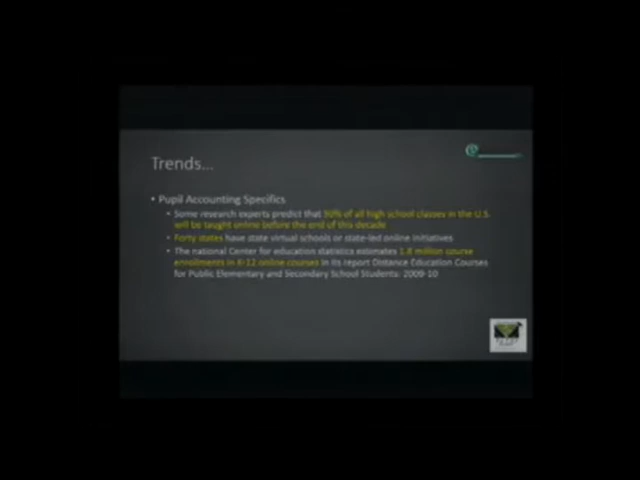 Trends...
• Pupil Accounting Specifics
• Some research experts predict that 50% of all high school classes in the U.S.
will be taught online before the end of this decade
• Forty states have state virtual schools or state-led online initiatives
• The national Center for education statistics estimates 1.8 million course
enrollments in K-12 online courses in its report Distance Education Courses
for Public Elementary and Secondary School Students: 2009-10